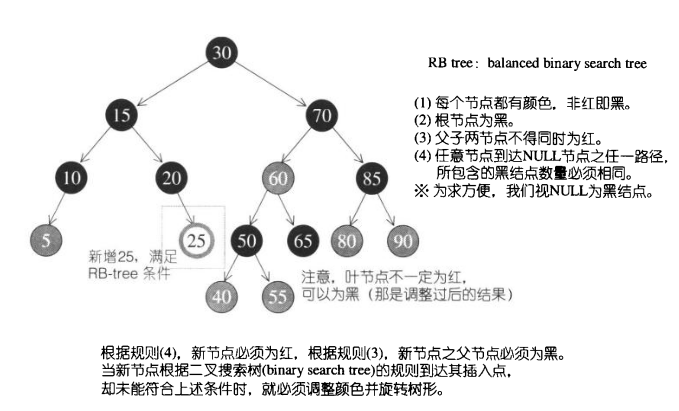 30
RB tree：balanced binary search tree
15
70
(1) 每个节点都有颜色，非红即黑。
(2) 根节点为黑。
(3) 父子两节点不得同时为红。
(4) 任意节点到达NULL节点之任一路径，
所包含的黑结点数量必须相同。
※ 为求方便，我们视NULL为黑结点。
10
20
60
85
5
25
50
65
80
90
新增25，满足
RB-tree 条件
注意，叶节点不一定为红，
可以为黑（那是调整过后的结果）
40
55
根据规则(4)，新节点必须为红，根据规则(3)，新节点之父节点必须为黑。
当新节点根据二叉搜索树(binary search tree)的规则到达其插入点，
却未能符合上述条件时，就必须调整颜色并旋转树形。